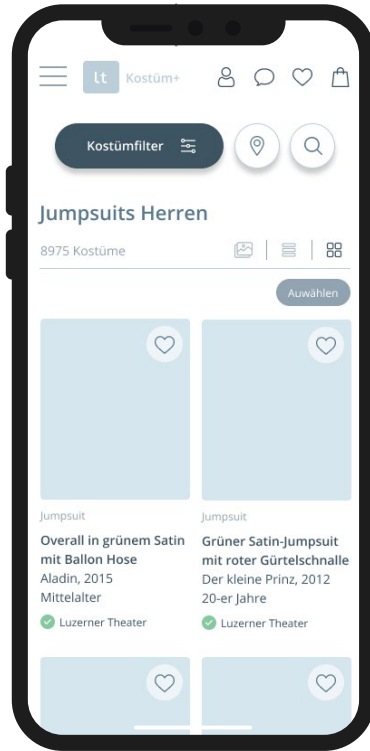 lt Kostüm+
Kostümfilter
Jumpsuits Herren
8975 Kostüme
Auwählen
Jumpsuit
Overall in grünem Satin
mit Ballon Hose
Aladin, 2015
Mittelalter
Luzerner Theater
Jumpsuit
Grüner Satin-Jumpsuit
mit roter Gürtelschnalle
Der kleine Prinz, 2012
20-er Jahre
Luzerner Theater